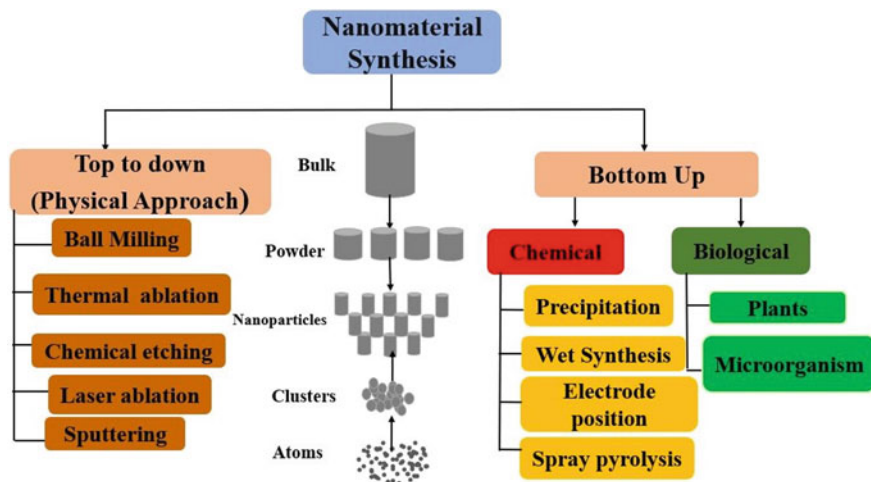 Nanomaterial
Synthesis
Top to down
(Physical Approach)
Ball Milling
Thermal ablation
Chemical etching
Laser ablation
Sputtering
Bulk
Powder
Nanoparticles
Clusters
Atoms
Bottom Up
Chemical
Precipitation
Wet Synthesis
Electrode
position
Spray pyrolysis
Biological
Plants
Microorganism